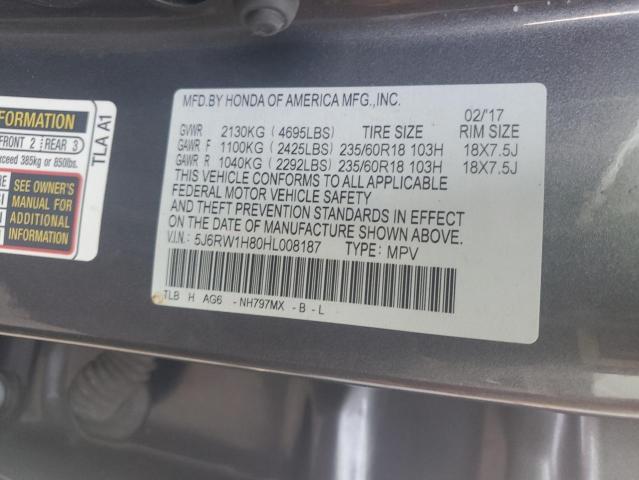 FORMATION
FRONT 2 REAR 3
exceed 385kg or 850lbs.
SEE OWNER'S
MANUAL FOR
ADDITIONAL
INFORMATION
TLA A1
MFD.BY HONDA OF AMERICA MFG.,INC. 02/'17
GVWR 2130KG (4695LBS) TIRE SIZE RIM SIZE
GAWR F 1100KG (2425LBS) 235/60R18 103H 18X7.5J
GAWR R 1040KG (2292LBS) 235/60R18 103H 18X7.5J
THIS VEHICLE CONFORMS TO ALL APPLICABLE
FEDERAL MOTOR VEHICLE SAFETY
AND THEFT PREVENTION STANDARDS IN EFFECT
ON THE DATE OF MANUFACTURE SHOWN ABOVE.
V.I.N.: 5J6RW1H80HL008187 TYPE: MPV
TLB H AG6 -NH797MX -B -L